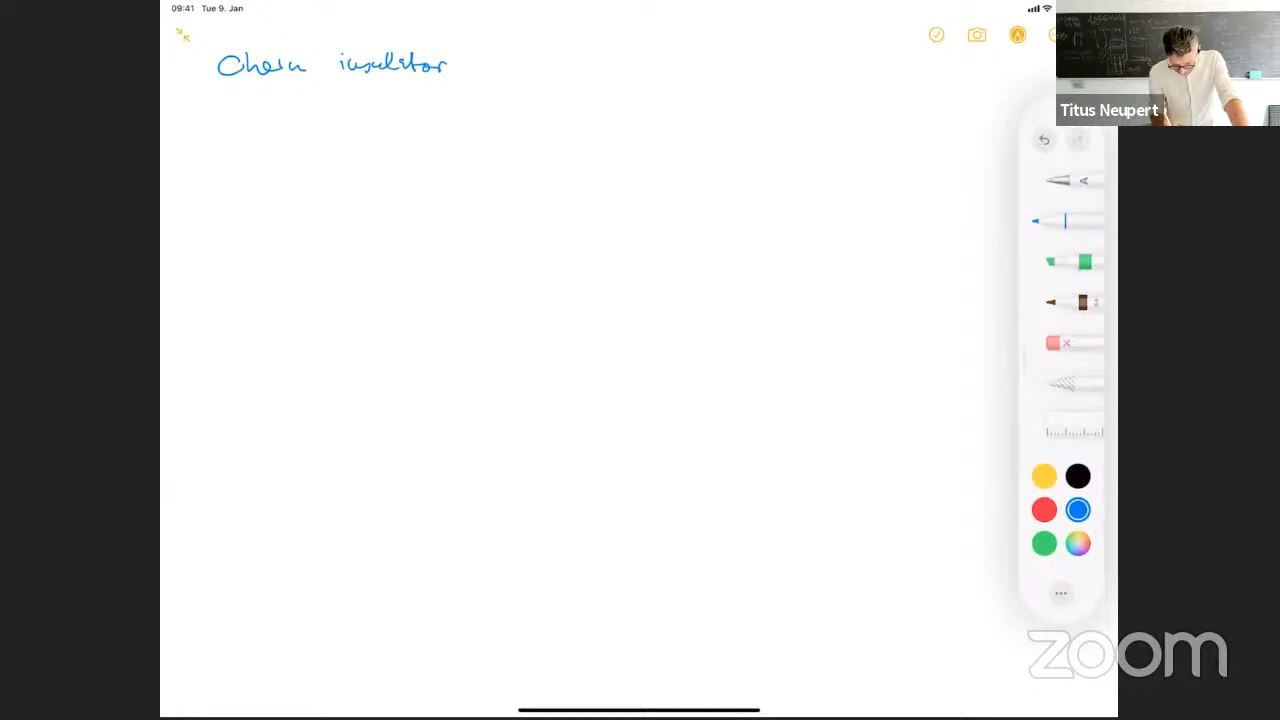 09:41 Tue 9. Jan
Chern insulator
Titus Neupert
A
zoom